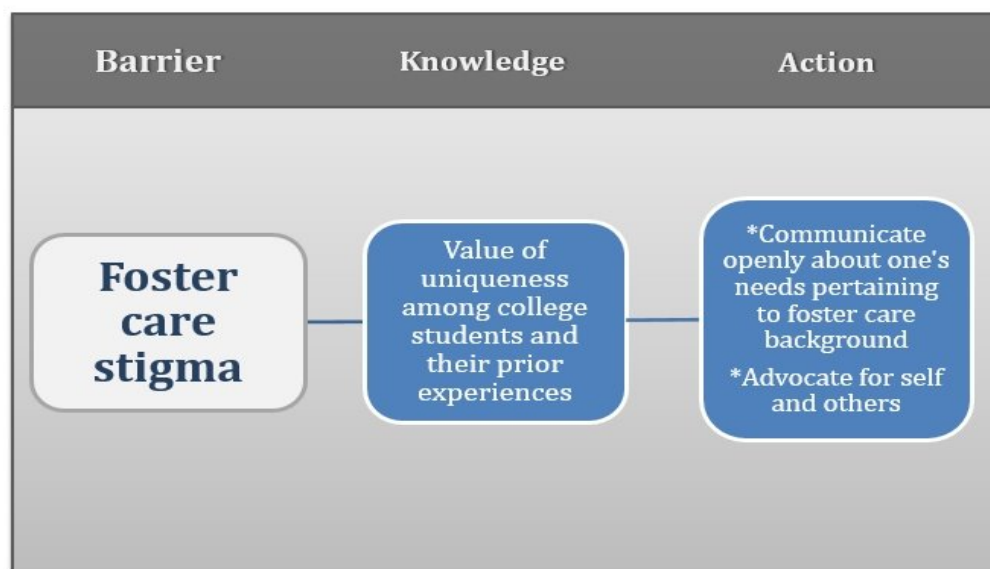 Barrier
Knowledge
Action
Foster
care
stigma
Value of
uniqueness
among college
students and
their prior
experiences
*Communicate
openly about one's
needs pertaining
to foster care
background
*Advocate for self
and others